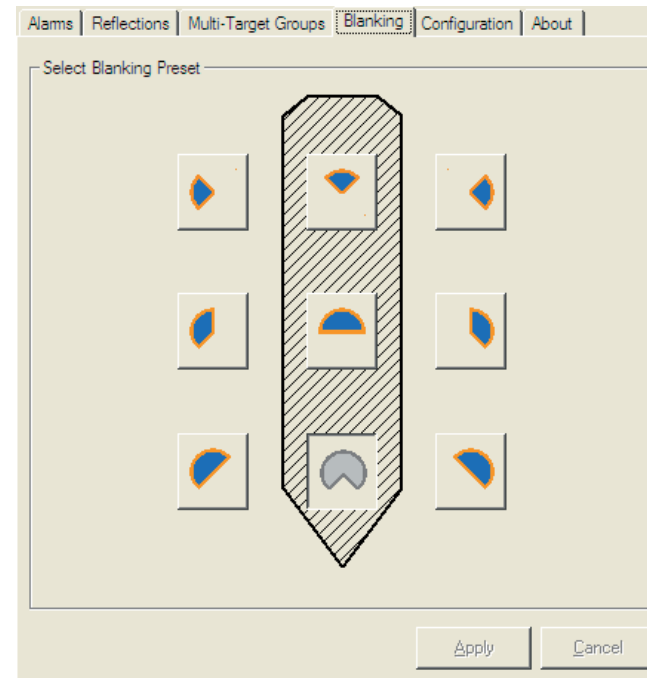 Alarms Reflections Multi-Target Groups Blanking Configuration About
Select Blanking Preset
Apply Cancel